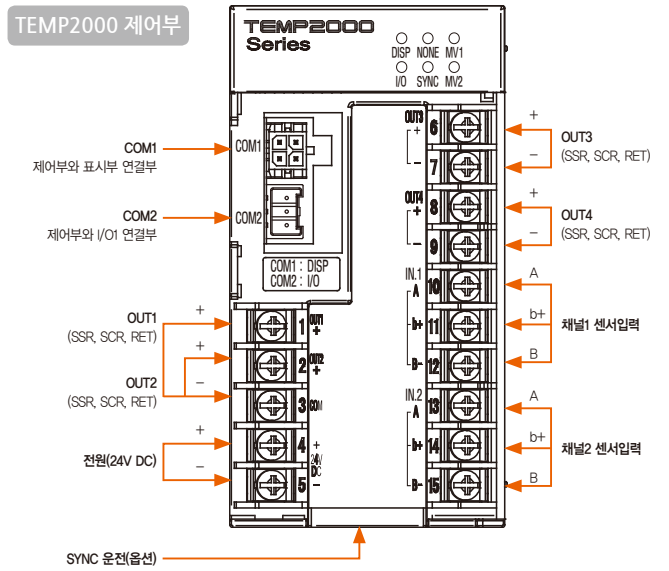 TEMP2000 제어부
TEMP2000
Series
DISP NONE MV1
I/O SYNC MV2
COM1
제어부와 표시부 연결부
COM2
제어부와 I/O1 연결부
COM1
COM2
COM1 : DISP
COM2 : I/O
OUT1
(SSR, SCR, RET)
+
OUT2
(SSR, SCR, RET)
+
−
전원(24V DC)
+
−
1 OUT1
+
2 OUT2
+
3 COM
4 +
24V
DC
5 −
OUT3
+ 6
− 7
OUT4
+ 8
− 9
IN.1
A 10
b+ 11
B- 12
IN.2
A 13
b+ 14
B- 15
+
OUT3
−
(SSR, SCR, RET)
+
OUT4
−
(SSR, SCR, RET)
A
b+
채널1 센서입력
B
A
b+
채널2 센서입력
B
SYNC 운전(옵션)